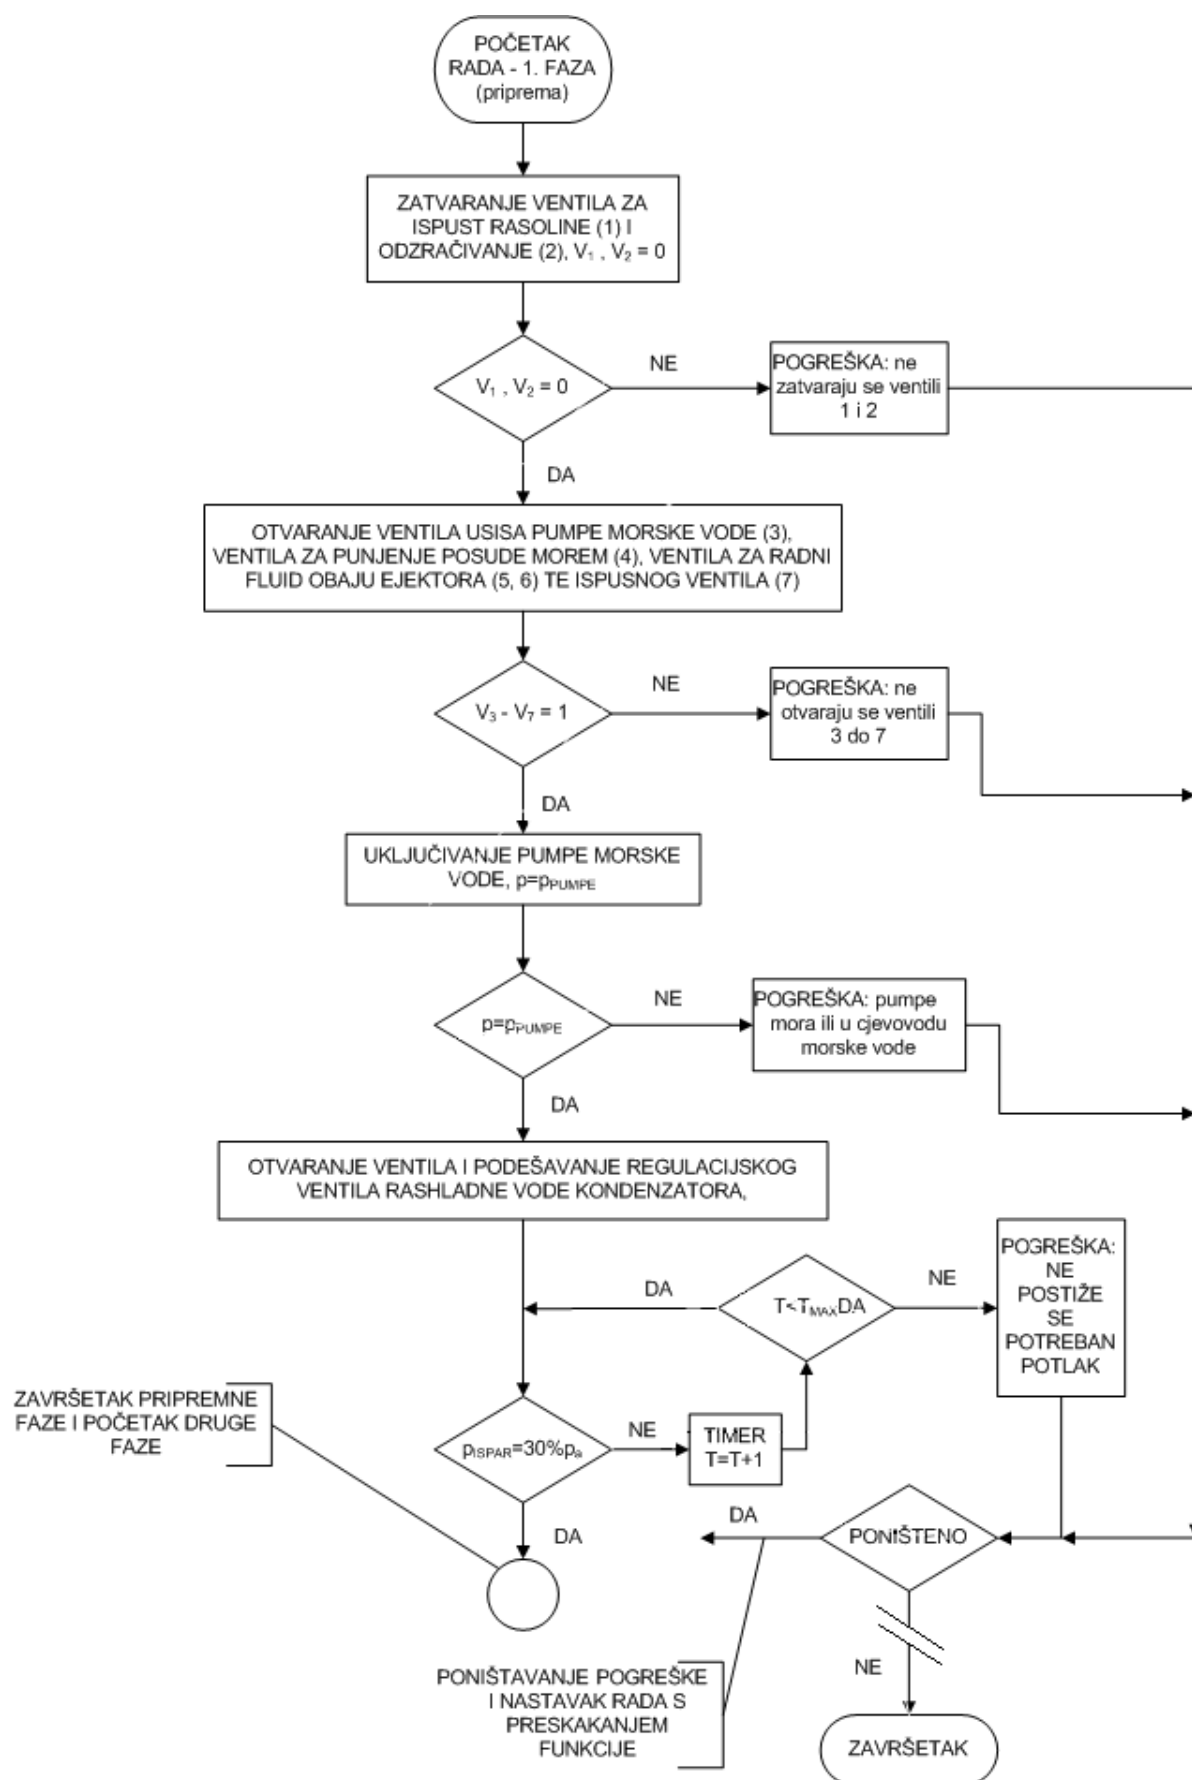 POČETAK
RADA - 1. FAZA
(priprema)
ZATVARANJE VENTILA ZA
ISPUST RASOLINE (1) I
ODZRAČIVANJE (2), V₁ , V₂ = 0
V₁ , V₂ = 0
NE
POGREŠKA: ne
zatvaraju se ventili
1 i 2
DA
OTVARANJE VENTILA USISA PUMPE MORSKE VODE (3),
VENTILA ZA PUNJENJE POSUDE MOREM (4), VENTILA ZA RADNI
FLUID OBAJU EJEKTORA (5, 6) TE ISPUSNOG VENTILA (7)
V₃ - V₇ = 1
NE
POGREŠKA: ne
otvaraju se ventili
3 do 7
DA
UKLJUČIVANJE PUMPE MORSKE
VODE, p=pPUMPE
p=pPUMPE
NE
POGREŠKA: pumpe
mora ili u cjevovodu
morske vode
DA
OTVARANJE VENTILA I PODEŠAVANJE REGULACIJSKOG
VENTILA RASHLADNE VODE KONDENZATORA,
DA
T<TMAXDA
NE
POGREŠKA:
NE
POSTIŽE
SE
POTREBAN
POTLAK
ZAVRŠETAK PRIPREMNE
FAZE I POČETAK DRUGE
FAZE
pISPAR=30%pa
NE
TIMER
T=T+1
DA
DA
PONIŠTENO
NE
PONIŠTAVANJE POGREŠKE
I NASTAVAK RADA S
PRESKAKANJEM
FUNKCIJE
ZAVRŠETAK